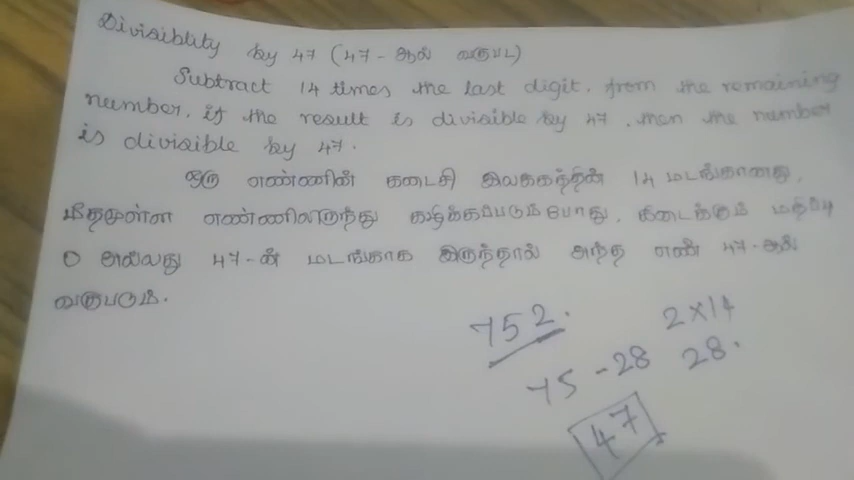 Divisiblity by 47 (47-ஆல் வகுபட)
Subtract 14 times the last digit, from the remaining
number, if the result is divisible by 47, then the number
is divisible by 47.
ஒரு எண்ணின் கடைசி இலக்கத்தின் 14 மடங்கானது,
மீதமுள்ள எண்ணிலிருந்து கழிக்கப்படும்போது, கிடைக்கும் மதிப்பு
0 அல்லது 47-ன் மடங்காக இருந்தால் அந்த எண் 47-ஆல்
வகுபடும்.
752. 2×14
75 - 28 28.
47